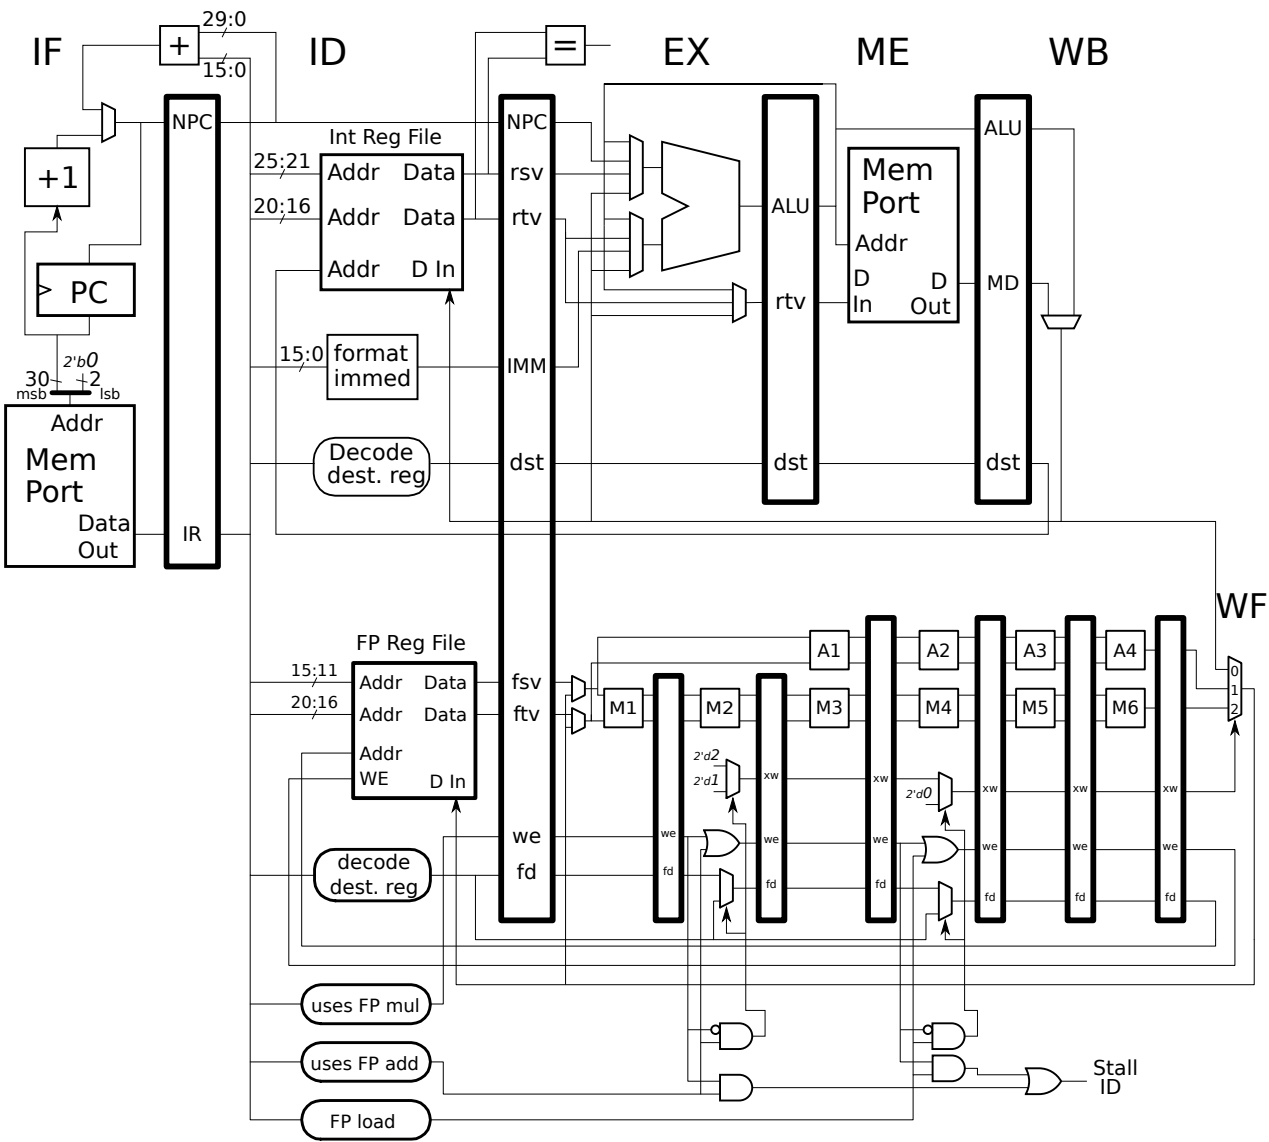 IF
ID
EX
ME
WB
29:0
+
15:0
=
NPC
NPC
ALU
Int Reg File
+1
25:21
Addr
Data
rsv
Mem
Port
20:16
Addr
Data
rtv
ALU
Addr
Addr
D In
PC
D
In
D
Out
MD
rtv
15:0
format
immed
IMM
2'b0
30
2
msb
lsb
Addr
Mem
Port
Data
Out
Decode
dest. reg
dst
dst
dst
IR
WF
FP Reg File
15:11
Addr
Data
fsv
A1
A2
A3
A4
0
1
2
20:16
Addr
Data
ftv
M1
M2
M3
M4
M5
M6
Addr
WE
D In
2'd2
2'd1
xw
xw
2'd0
xw
xw
xw
we
we
we
we
we
we
we
decode
dest. reg
fd
fd
fd
fd
fd
fd
fd
uses FP mul
uses FP add
FP load
Stall
ID